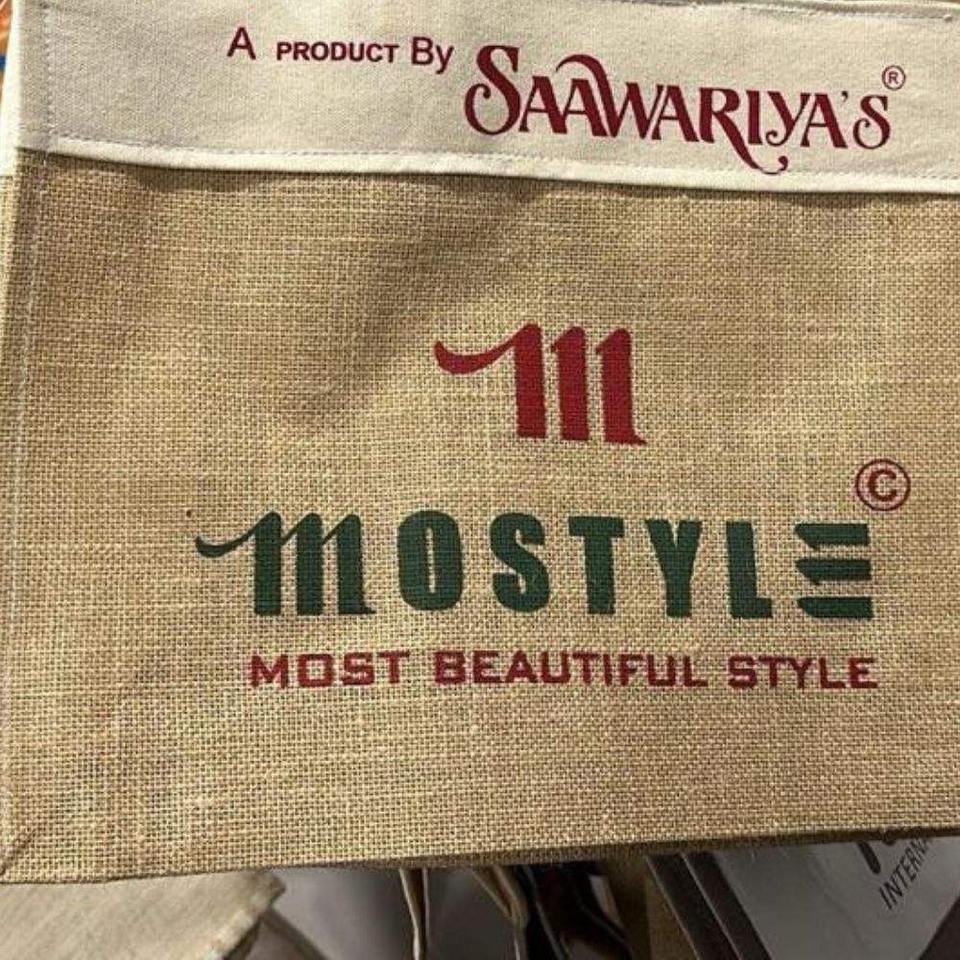 A PRODUCT By SAAWARIYA'S ®
m
©
MOSTYLE
MOST BEAUTIFUL STYLE